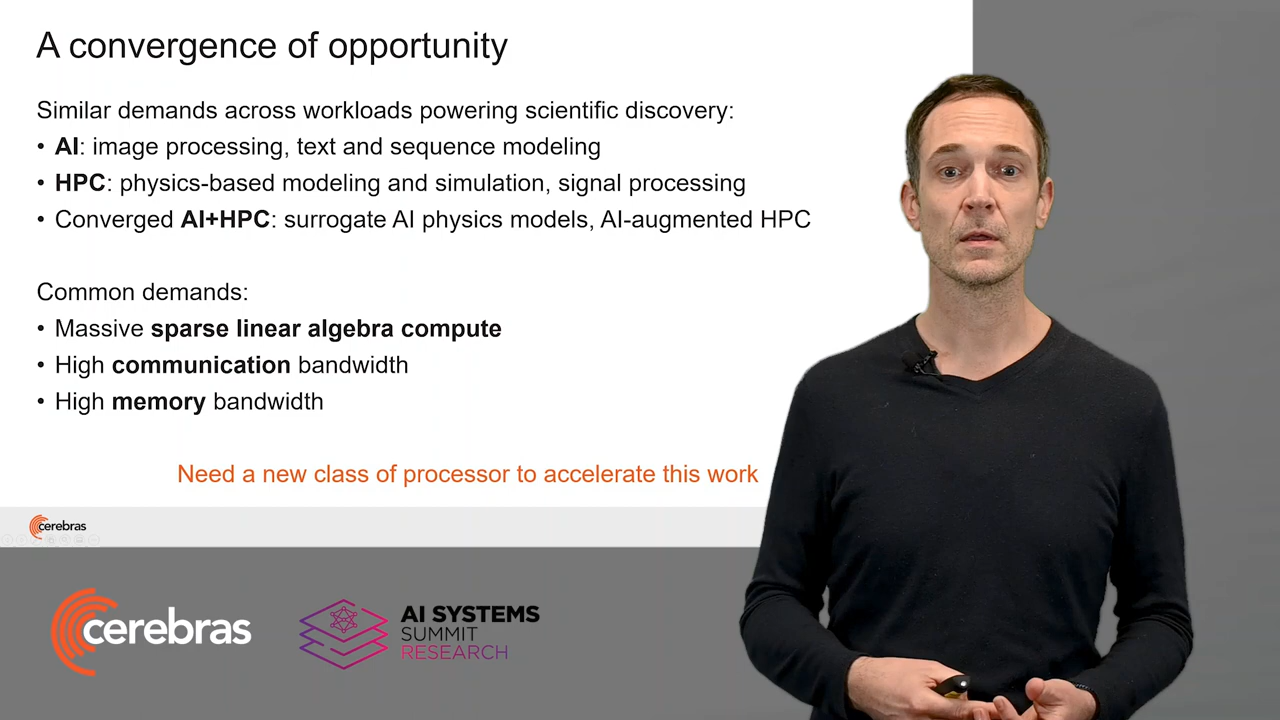 A convergence of opportunity
Similar demands across workloads powering scientific discovery:
• AI: image processing, text and sequence modeling
• HPC: physics-based modeling and simulation, signal processing
• Converged AI+HPC: surrogate AI physics models, AI-augmented HPC
Common demands:
• Massive sparse linear algebra compute
• High communication bandwidth
• High memory bandwidth
Need a new class of processor to accelerate this work
cerebras
cerebras
AI SYSTEMS
SUMMIT
RESEARCH